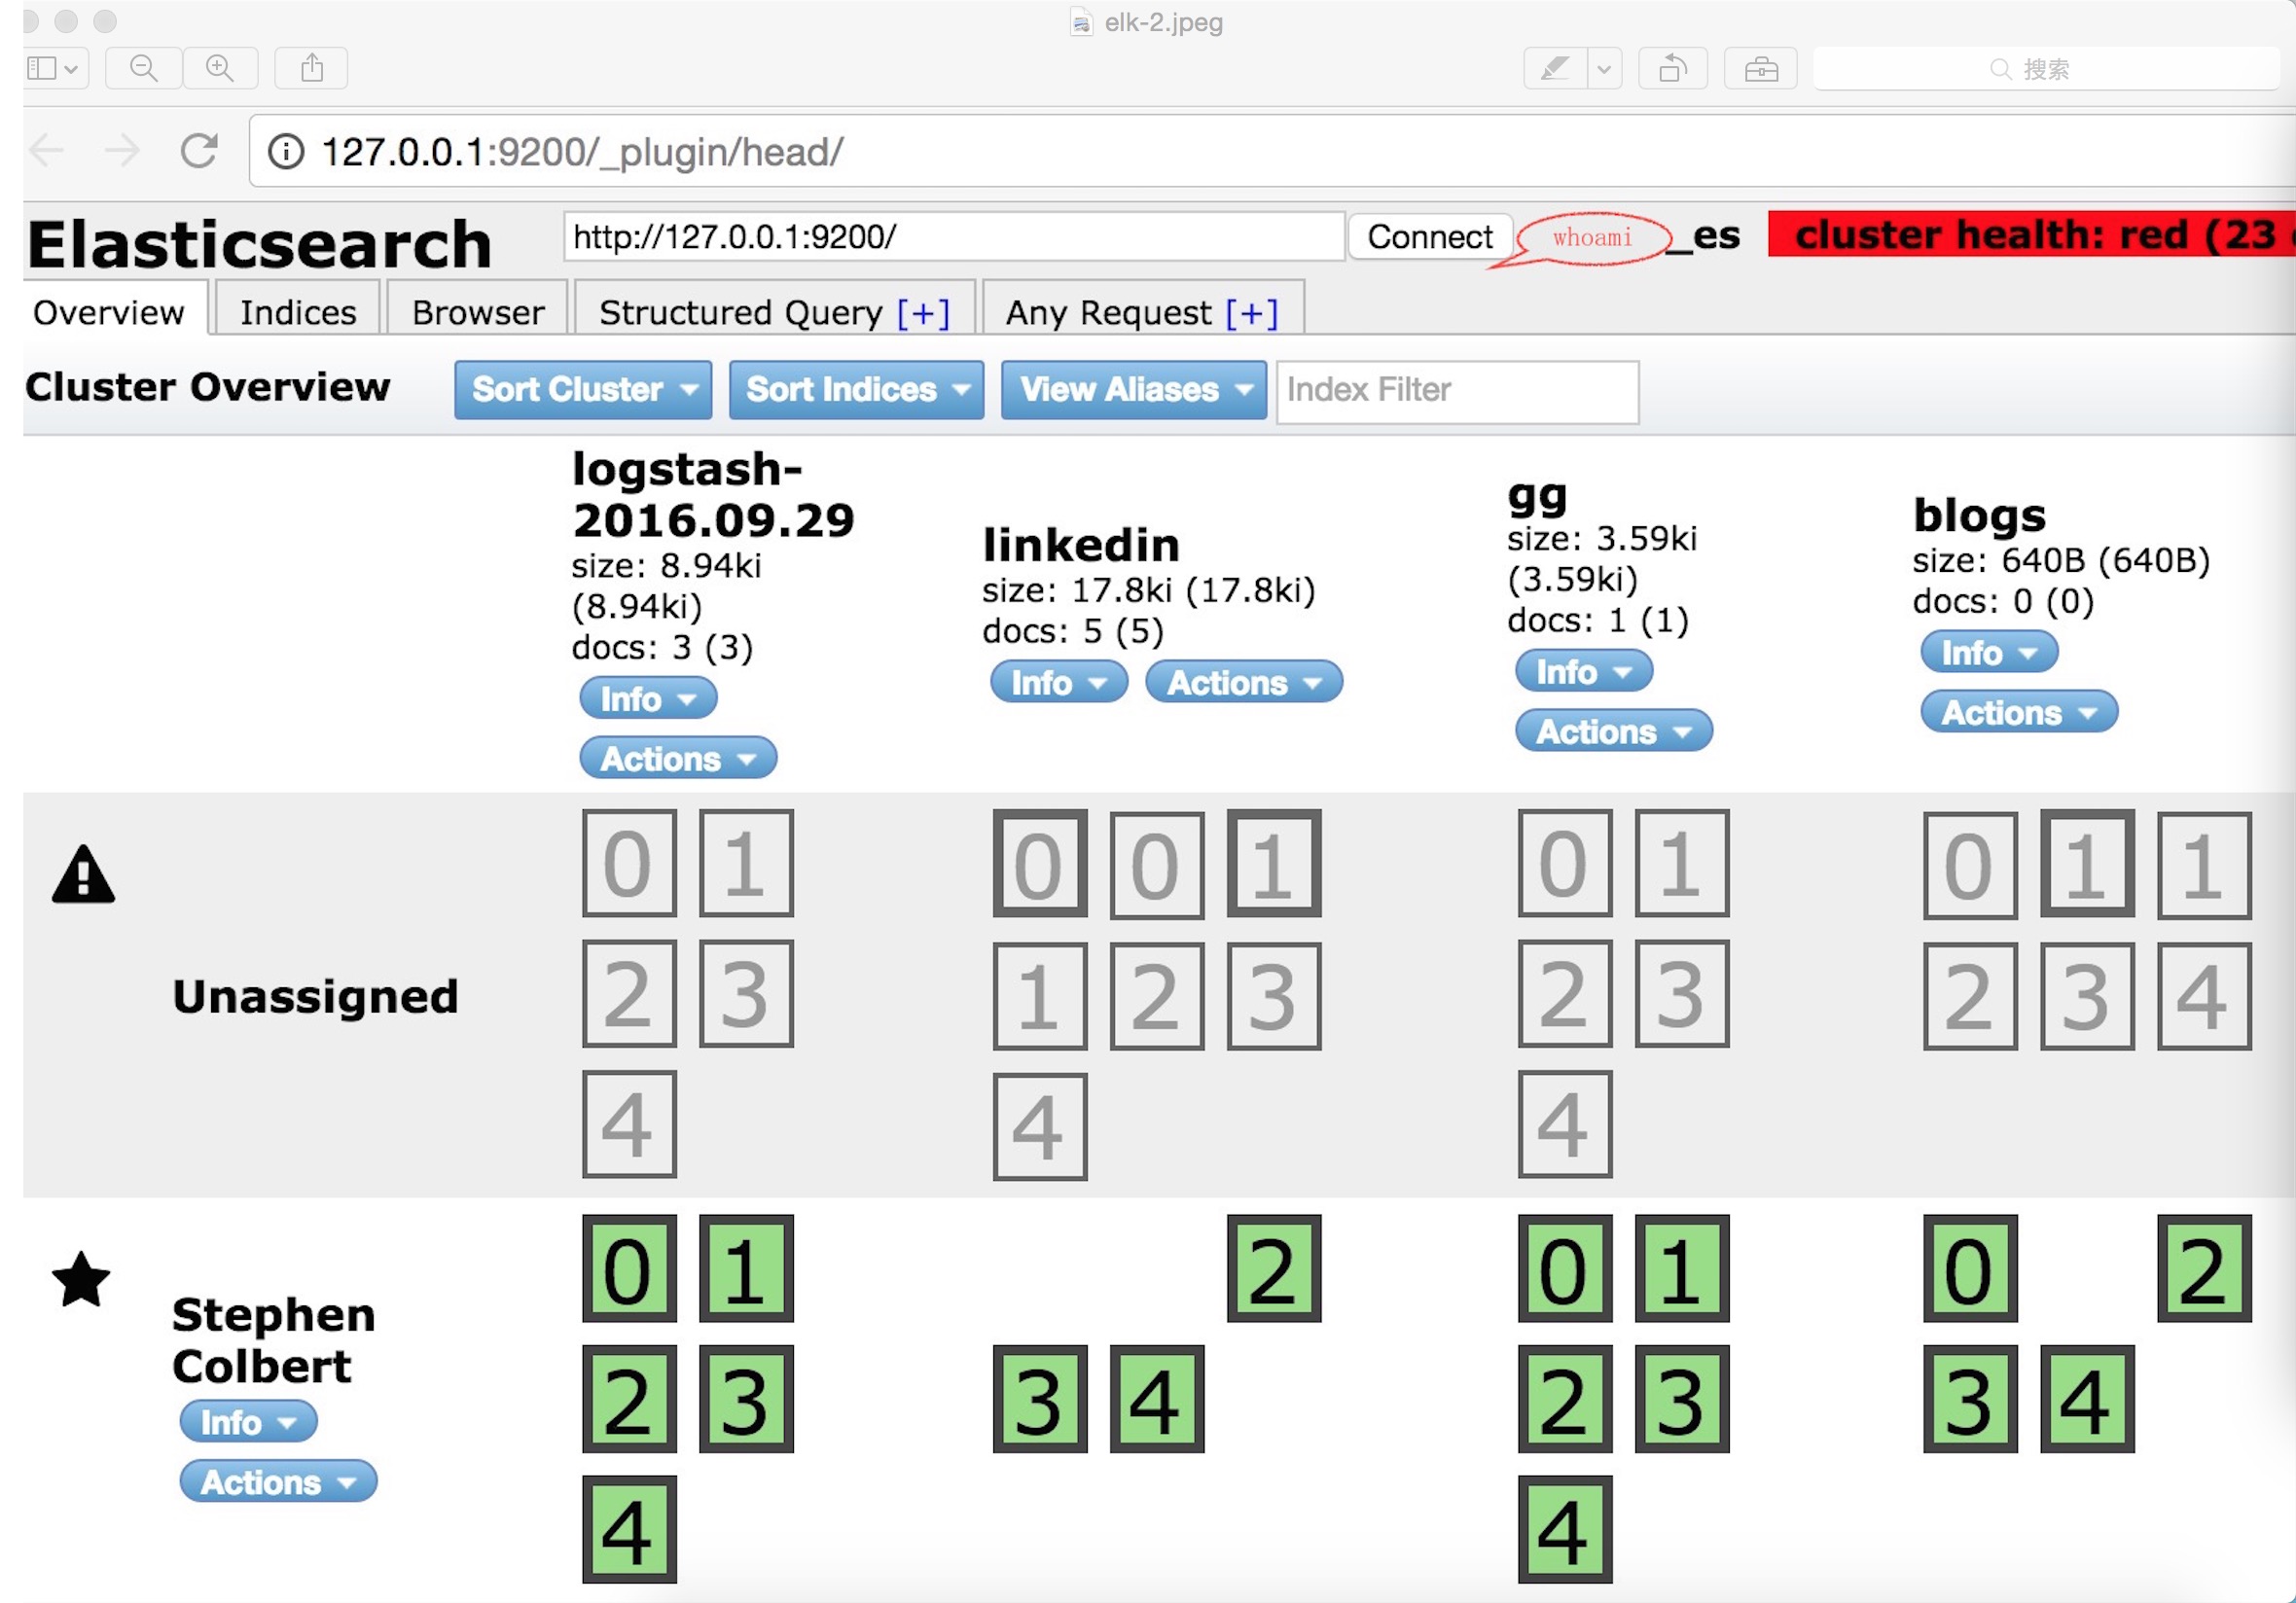 elk-2.jpeg
搜索
127.0.0.1:9200/_plugin/head/
Elasticsearch http://127.0.0.1:9200/ Connect whoami _es cluster health: red (23
Overview Indices Browser Structured Query [+] Any Request [+]
Cluster Overview Sort Cluster Sort Indices View Aliases Index Filter
logstash-
2016.09.29
size: 8.94ki
(8.94ki)
docs: 3 (3)
Info
Actions
linkedin
size: 17.8ki (17.8ki)
docs: 5 (5)
Info Actions
gg
size: 3.59ki
(3.59ki)
docs: 1 (1)
Info
Actions
blogs
size: 640B (640B)
docs: 0 (0)
Info
Actions
Unassigned
0 1 0 0 1 0 1 0 1 1
2 3 1 2 3 2 3 2 3 4
4 4 4
Stephen
Colbert
Info
Actions
0 1 2 0 1 0 2
2 3 3 4 2 3 3 4
4 4